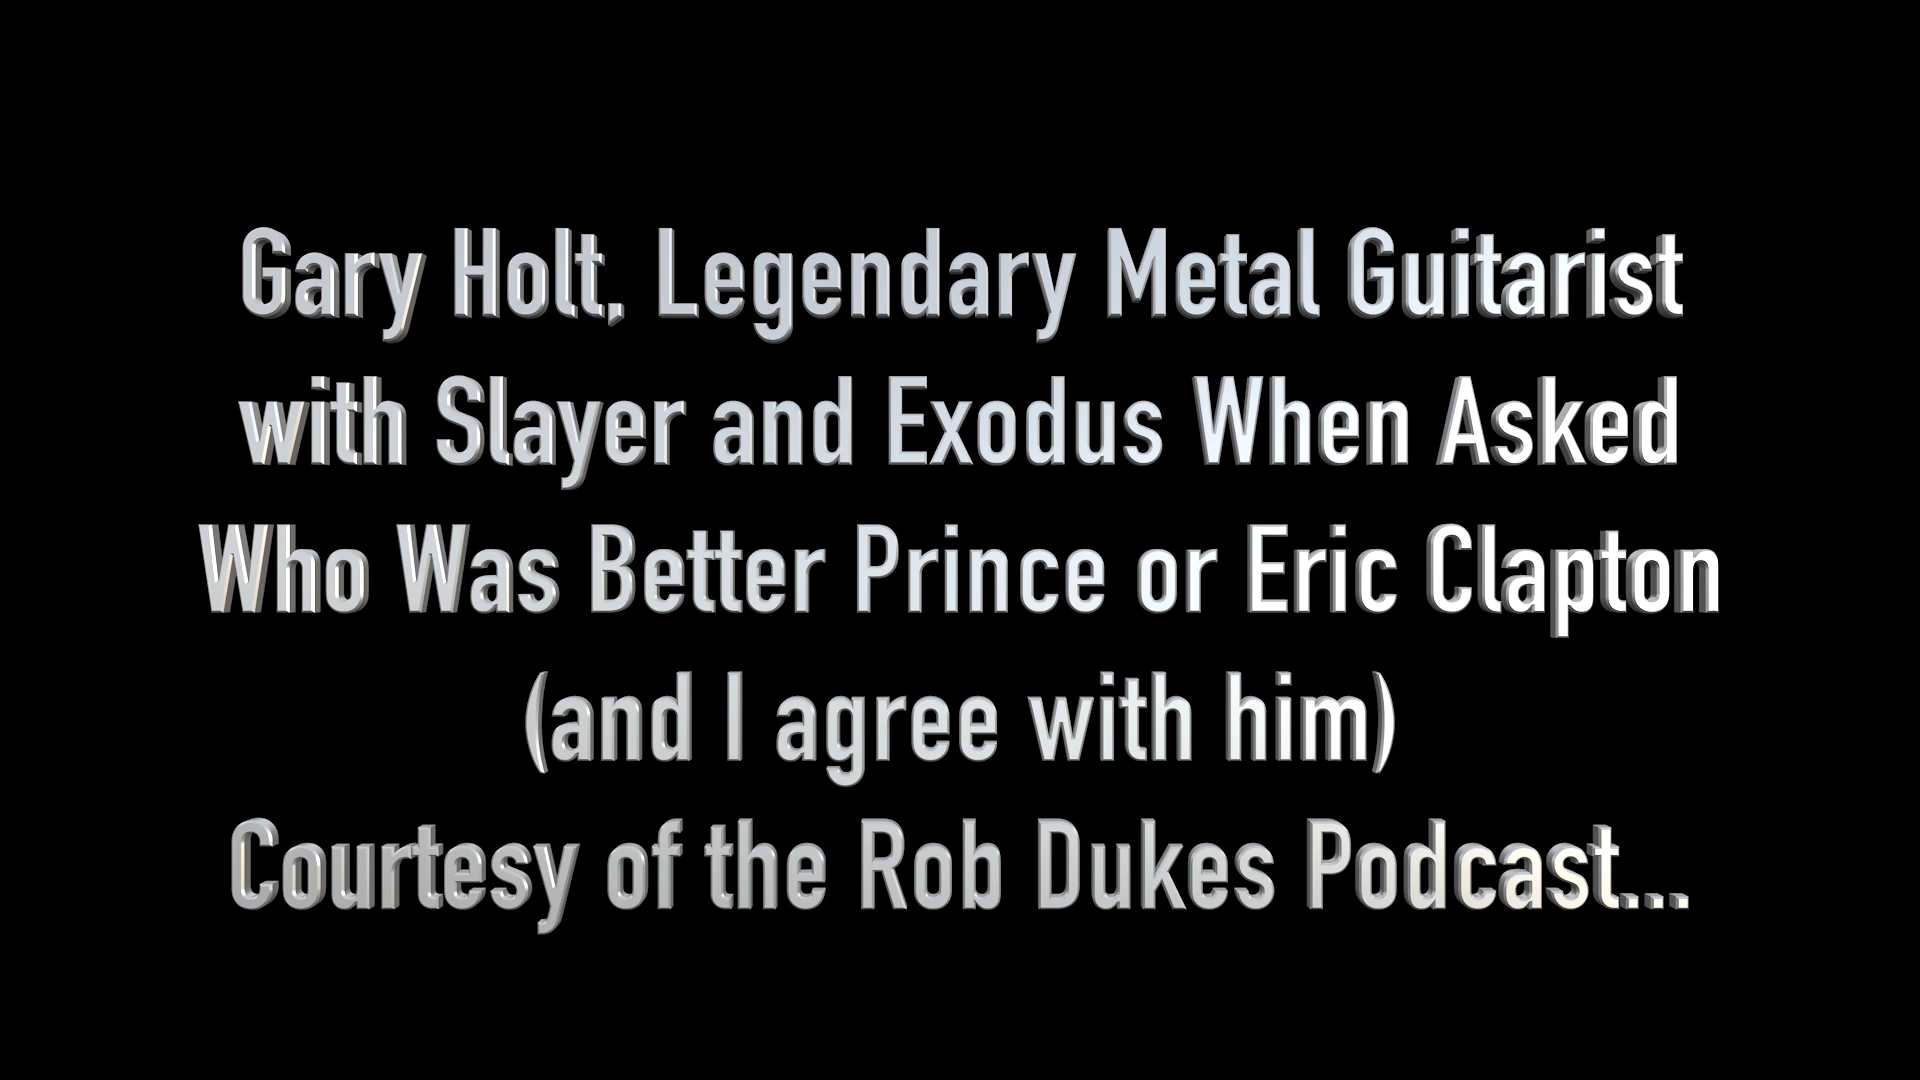 Gary Holt, Legendary Metal Guitarist
with Slayer and Exodus When Asked
Who Was Better Prince or Eric Clapton
(and I agree with him)
Courtesy of the Rob Dukes Podcast...